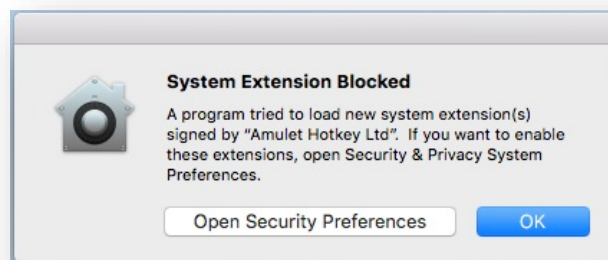 System Extension Blocked
A program tried to load new system extension(s)
signed by “Amulet Hotkey Ltd”.  If you want to enable
these extensions, open Security & Privacy System
Preferences.
Open Security Preferences
OK